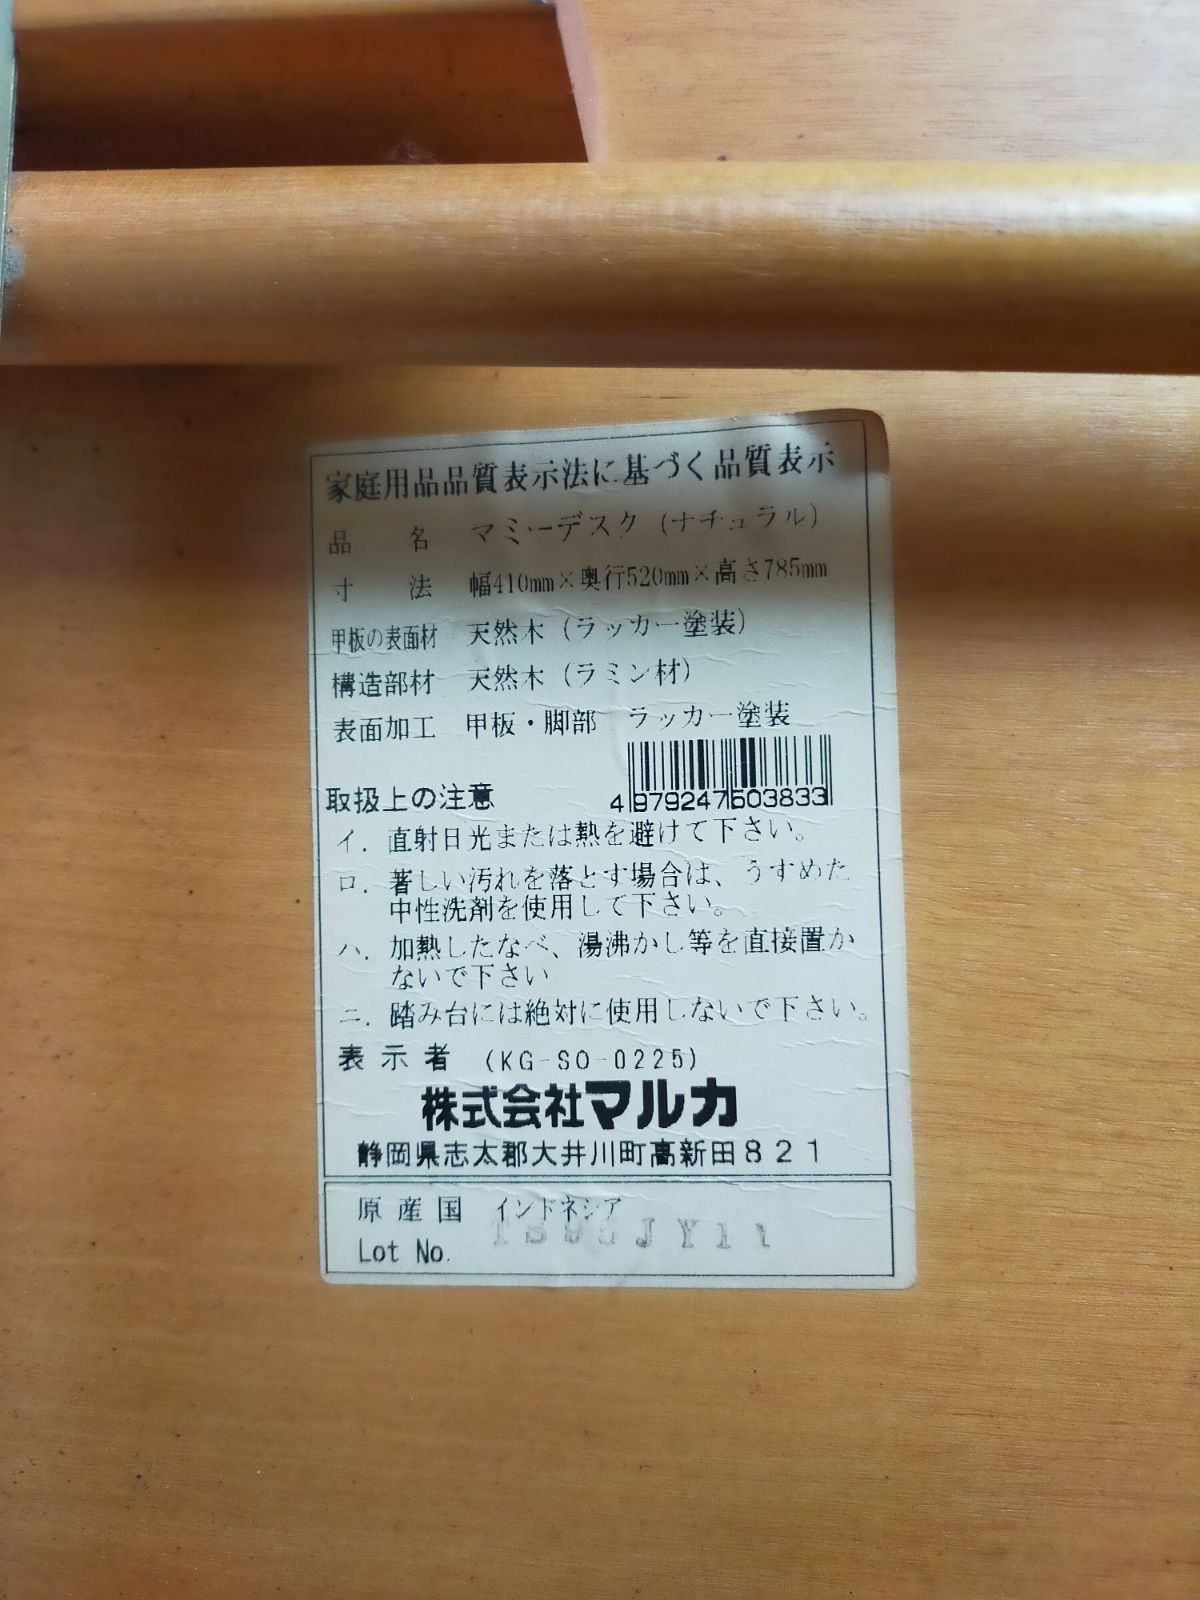 家庭用品品質表示法に基づく品質表示
品 名 マミーデスク（ナチュラル）
寸 法 幅410mm×奥行520mm×高さ785mm
甲板の表面材 天然木（ラッカー塗装）
構造部材 天然木（ラミン材）
表面加工 甲板・脚部 ラッカー塗装
取扱上の注意 4979247503833
イ．直射日光または熱を避けて下さい。
ロ．著しい汚れを落とす場合は、うすめた
中性洗剤を使用して下さい。
ハ．加熱したなべ、湯沸かし等を直接置か
ないで下さい
ニ．踏み台には絶対に使用しないで下さい。
表示者 (KG-SO-0225)
株式会社マルカ
静岡県志太郡大井川町高新田821
原産国 インドネシア
Lot No.